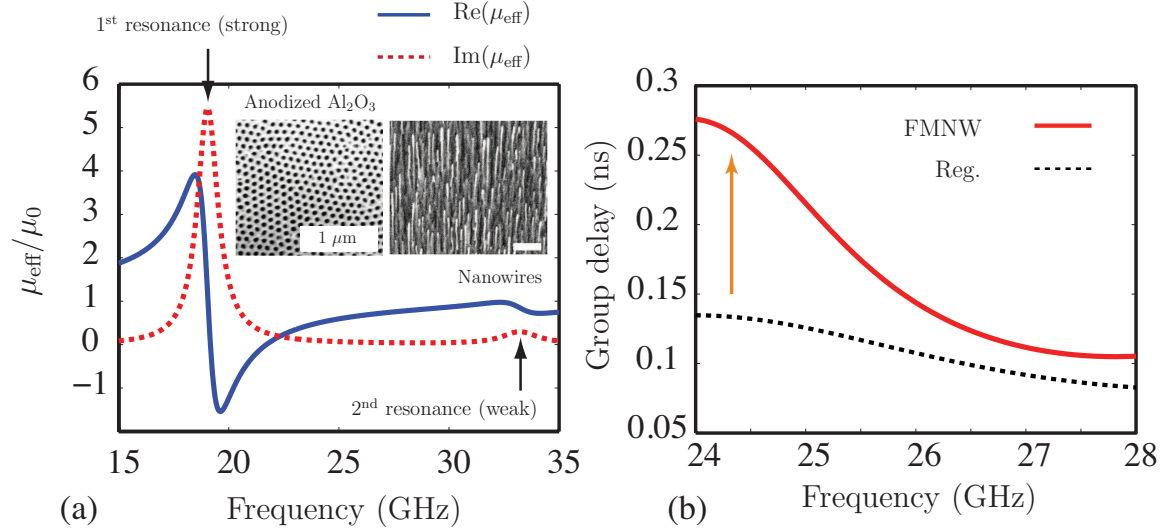 1st resonance (strong)
Re(μeff)
Im(μeff)
6
5
4
3
2
1
0
−1
μeff/μ0
Anodized Al2O3
1 μm
Nanowires
2nd resonance (weak)
15 20 25 30 35
(a) Frequency (GHz)
0.3
0.25
0.2
0.15
0.1
0.05
Group delay (ns)
FMNW
Reg.
24 25 26 27 28
(b) Frequency (GHz)